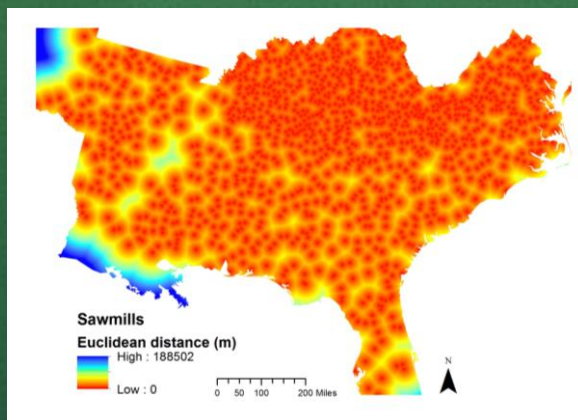 Sawmills
Euclidean distance (m)
High : 188502
Low : 0
0 50 100 200 Miles
N